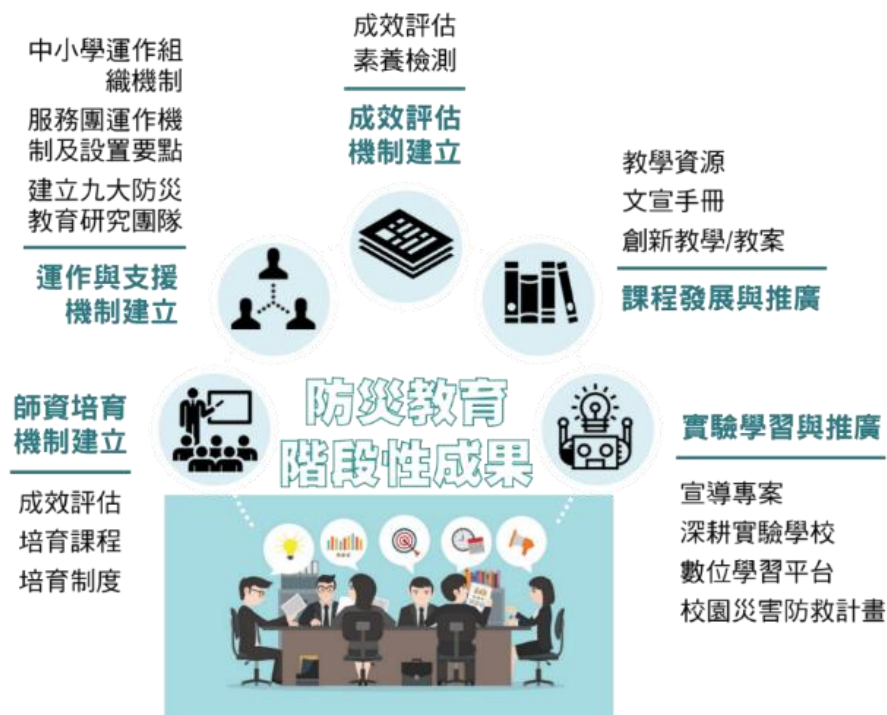 中小學運作組
織機制
服務團運作機
制及設置要點
建立九大防災
教育研究團隊
運作與支援
機制建立
成效評估
素養檢測
成效評估
機制建立
教學資源
文宣手冊
創新教學/教案
課程發展與推廣
師資培育
機制建立
成效評估
培育課程
培育制度
防災教育
階段性成果
實驗學習與推廣
宣導專案
深耕實驗學校
數位學習平台
校園災害防救計畫